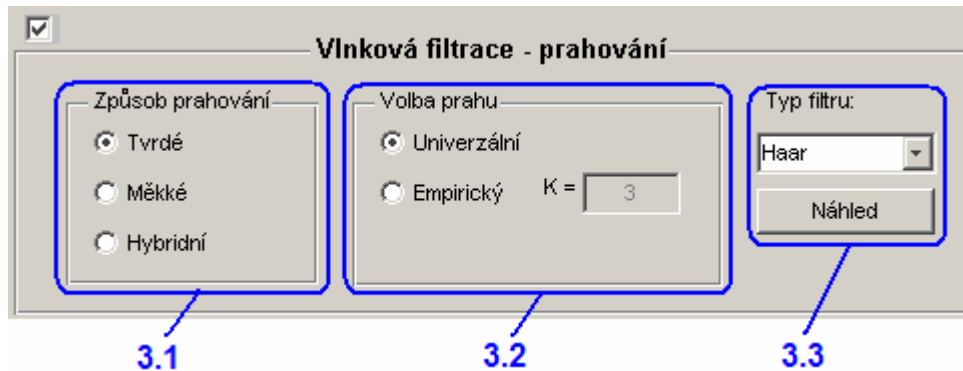 Vlnková filtrace - prahování
Způsob prahování
Tvrdé
Měkké
Hybridní
Volba prahu
Univerzální
Empirický K = 3
Typ filtru:
Haar
Náhled
3.1
3.2
3.3